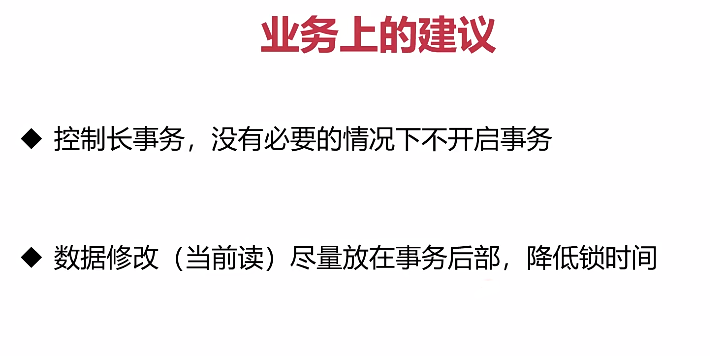 业务上的建议
◆ 控制长事务，没有必要的情况下不开启事务
◆ 数据修改（当前读）尽量放在事务后部，降低锁时间